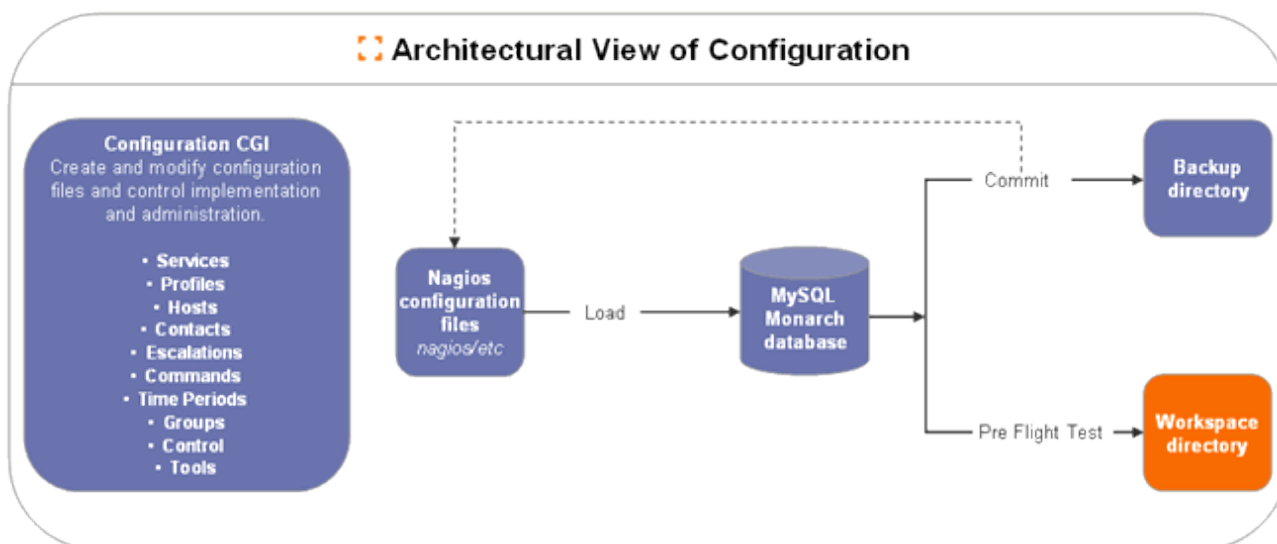 Architectural View of Configuration
Configuration CGI
Create and modify configuration
files and control implementation
and administration.
• Services
• Profiles
• Hosts
• Contacts
• Escalations
• Commands
• Time Periods
• Groups
• Control
• Tools
Nagios
configuration
files
nagios/etc
Load
MySQL
Monarch
database
Commit
Backup
directory
Pre Flight Test
Workspace
directory